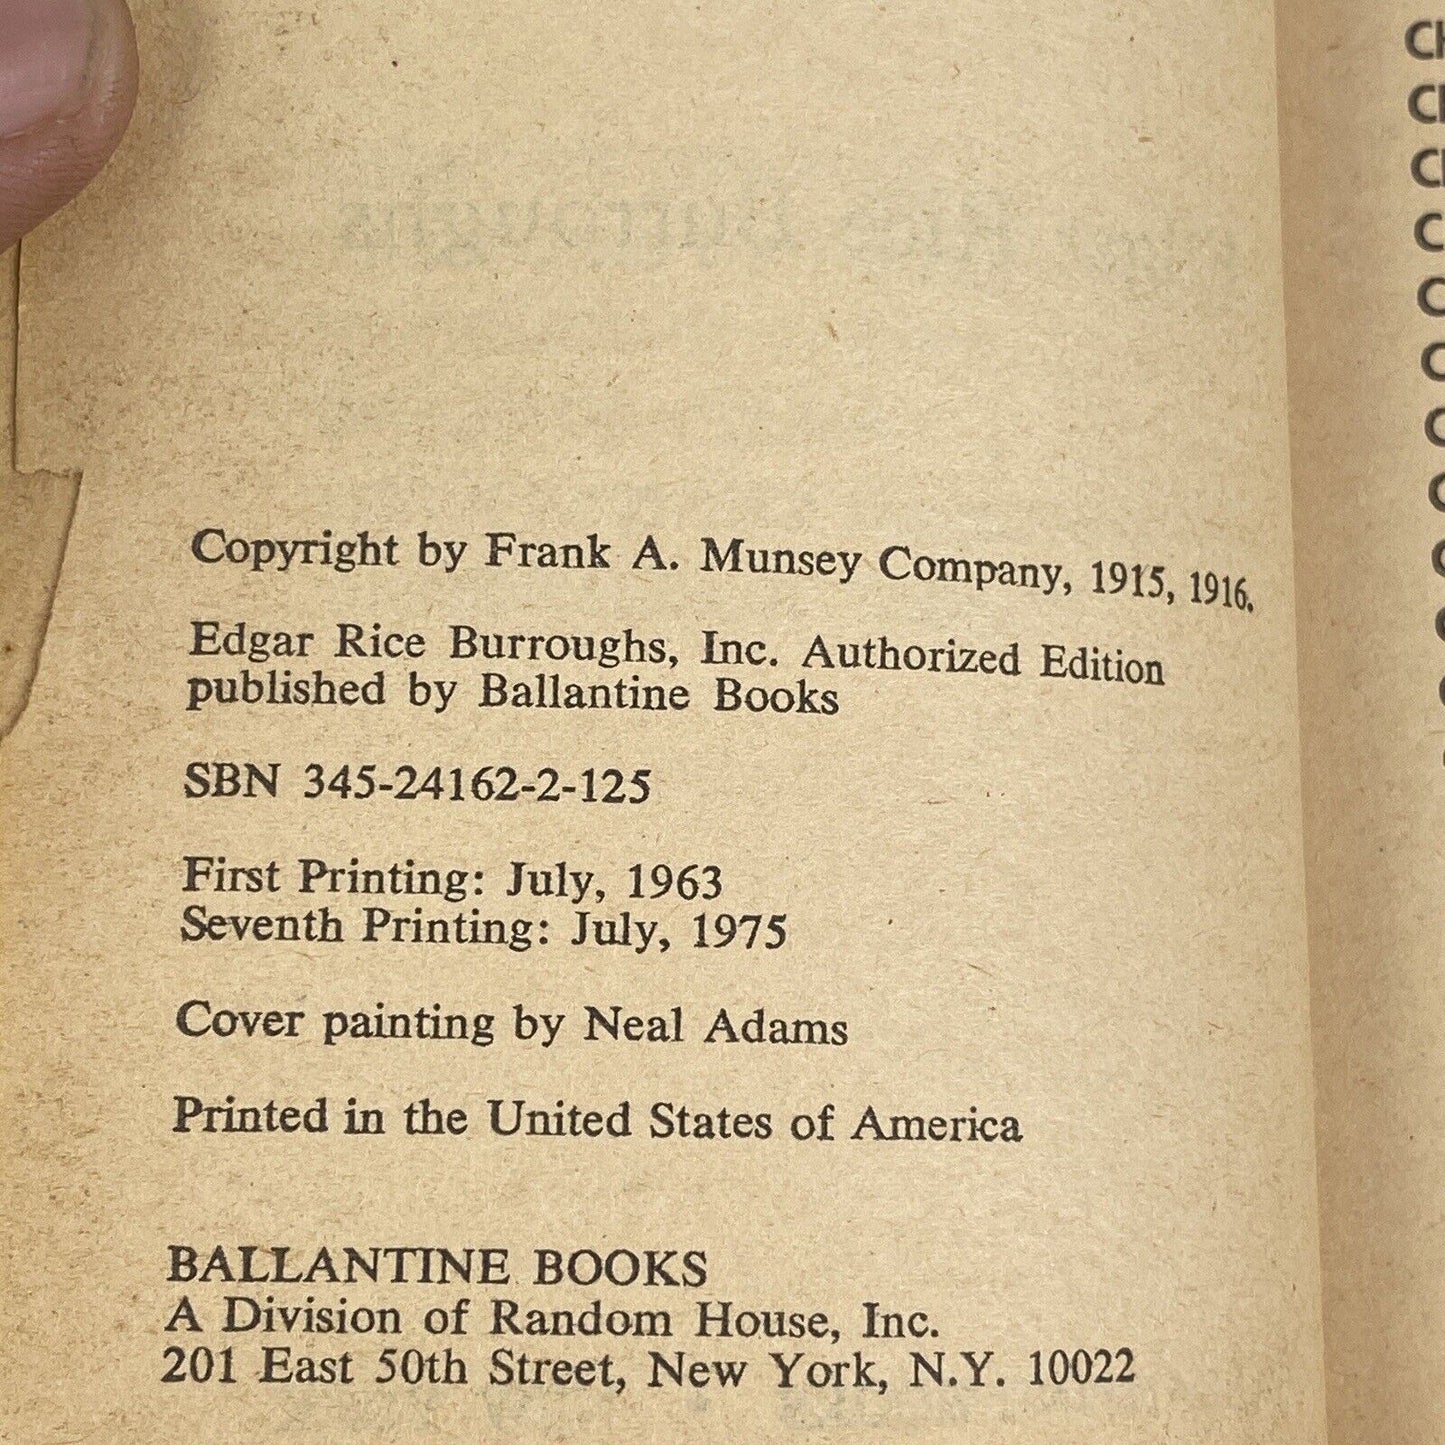 Copyright by Frank A. Munsey Company, 1915, 1916.
Edgar Rice Burroughs, Inc. Authorized Edition
published by Ballantine Books
SBN 345-24162-2-125
First Printing: July, 1963
Seventh Printing: July, 1975
Cover painting by Neal Adams
Printed in the United States of America
BALLANTINE BOOKS
A Division of Random House, Inc.
201 East 50th Street, New York, N.Y. 10022